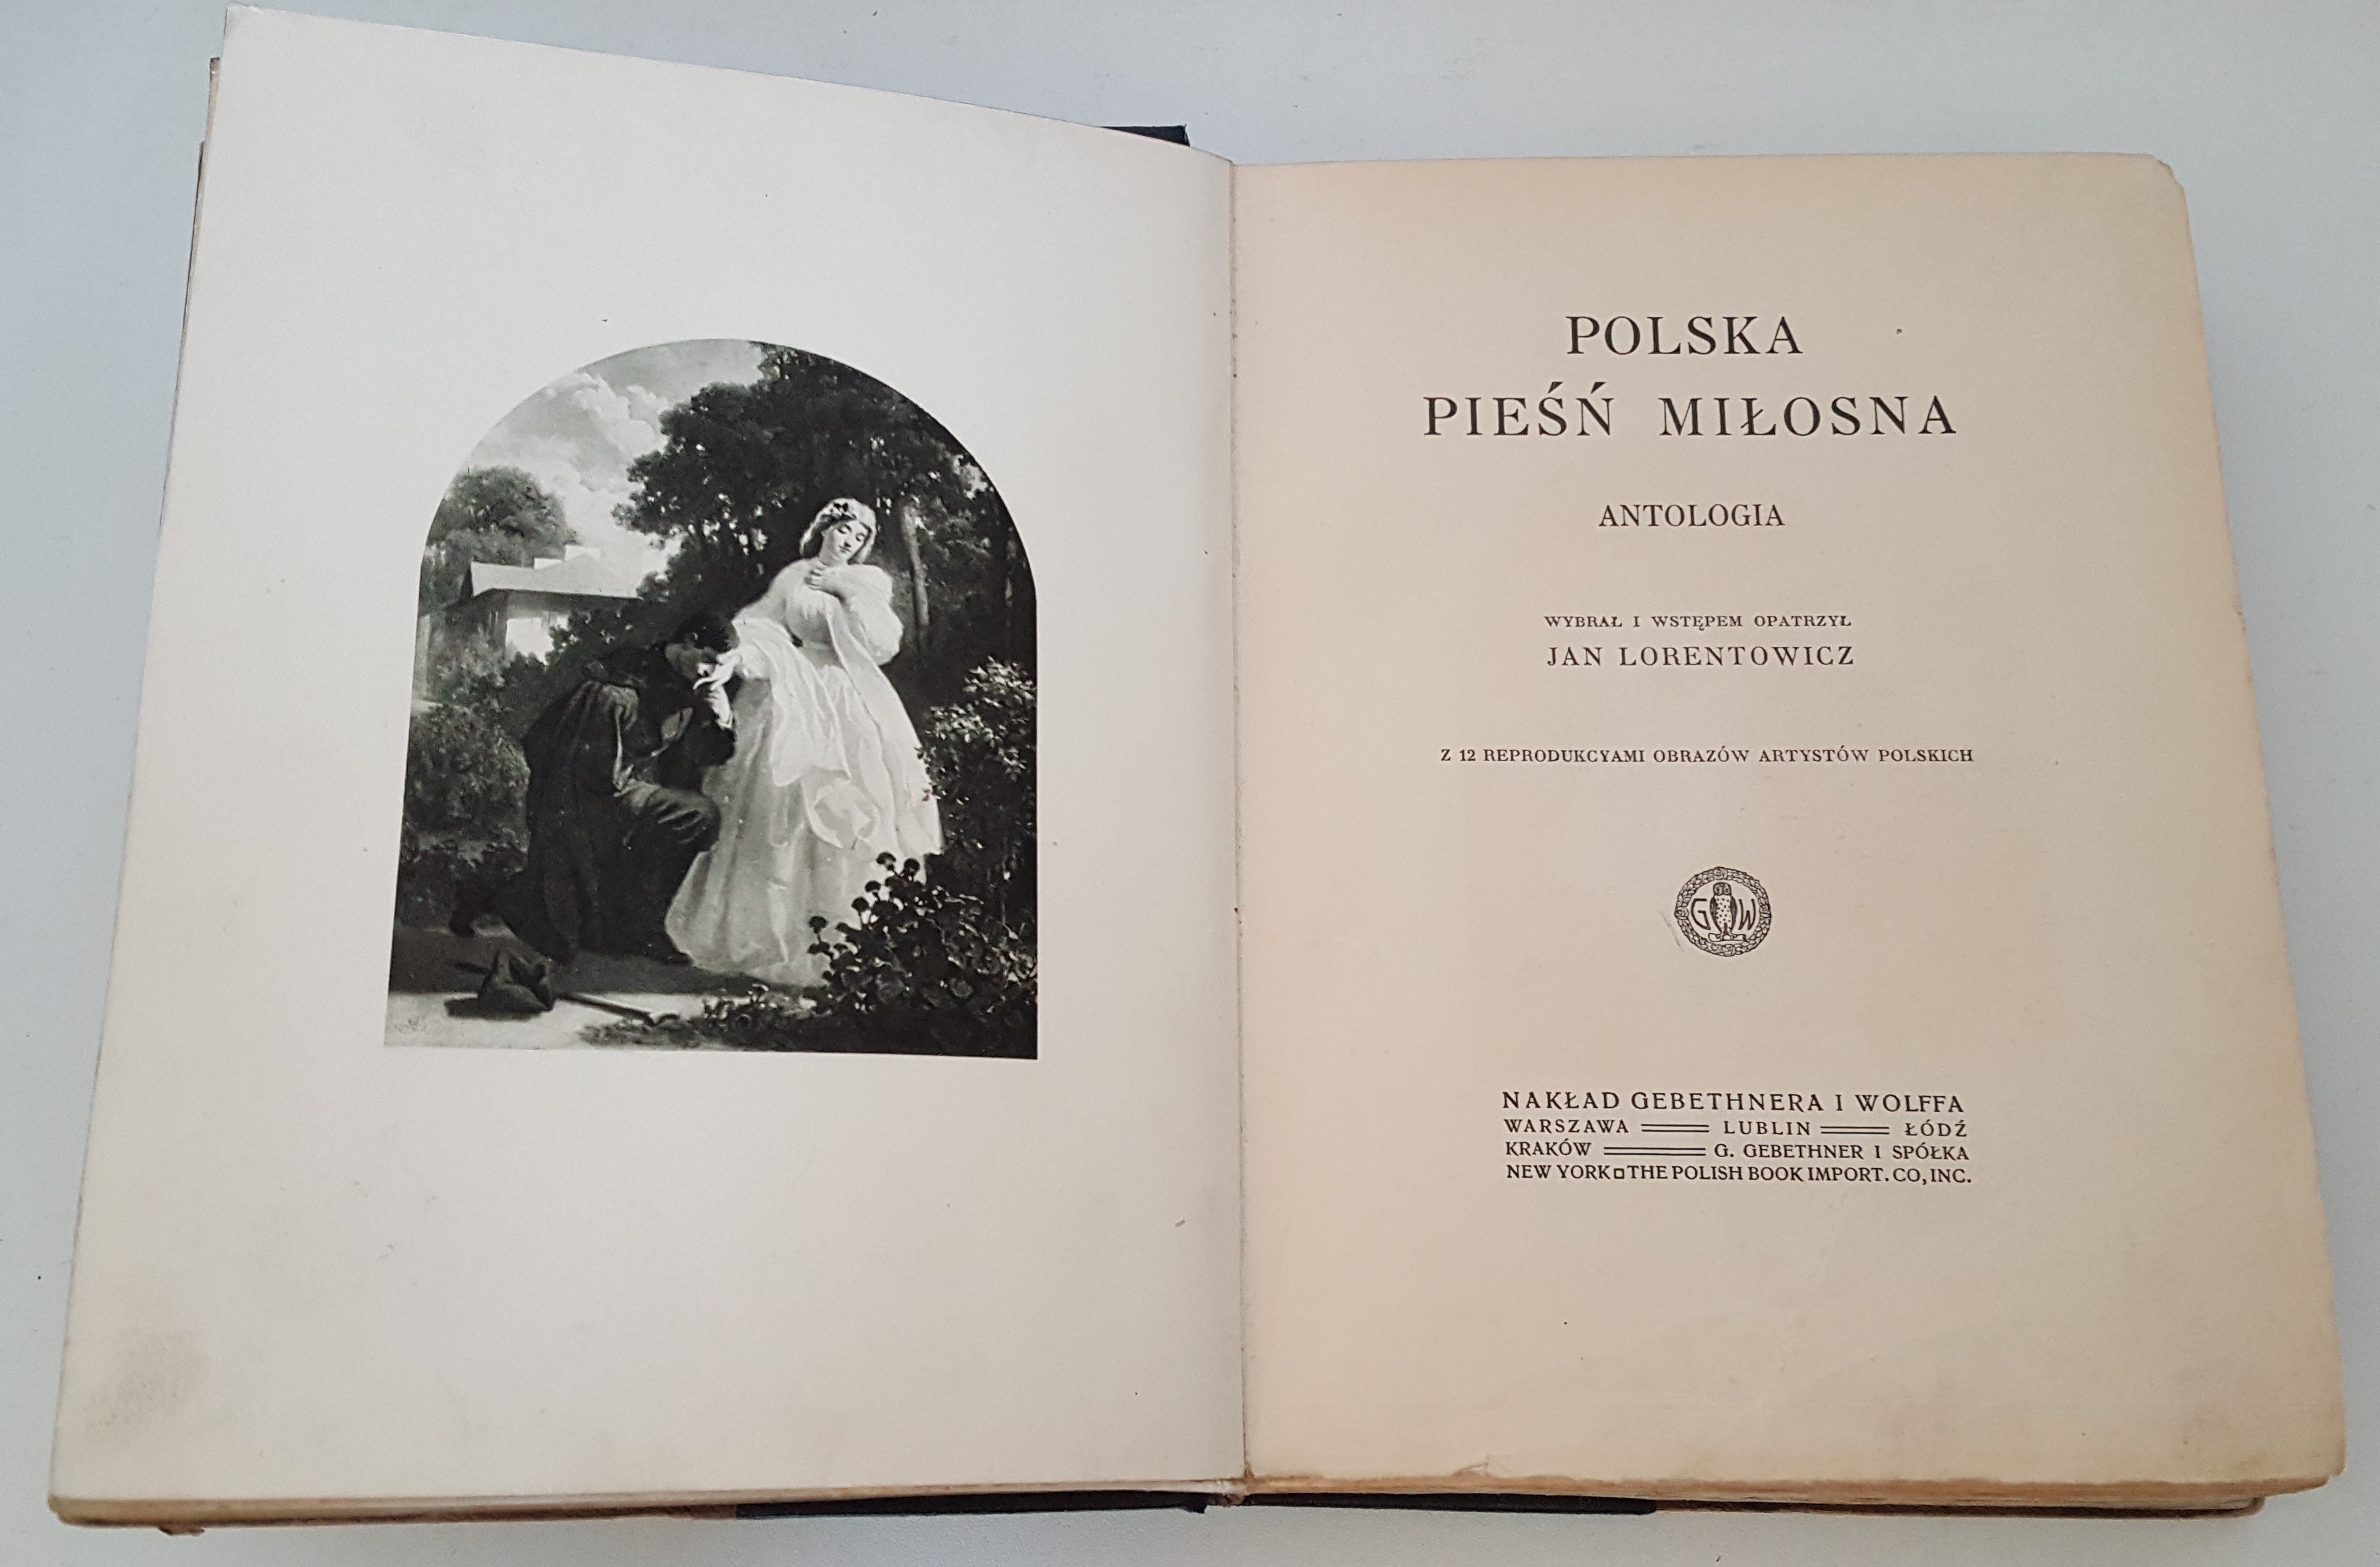 POLSKA
PIEŚŃ MIŁOSNA
ANTOLOGIA
WYBRAŁ I WSTĘPEM OPATRZYŁ
JAN LORENTOWICZ
Z 12 REPRODUKCYAMI OBRAZÓW ARTYSTÓW POLSKICH
G W
NAKŁAD GEBETHNERA I WOLFFA
WARSZAWA LUBLIN ŁÓDŹ
KRAKÓW G. GEBETHNER I SPÓŁKA
NEW YORK THE POLISH BOOK IMPORT. CO, INC.